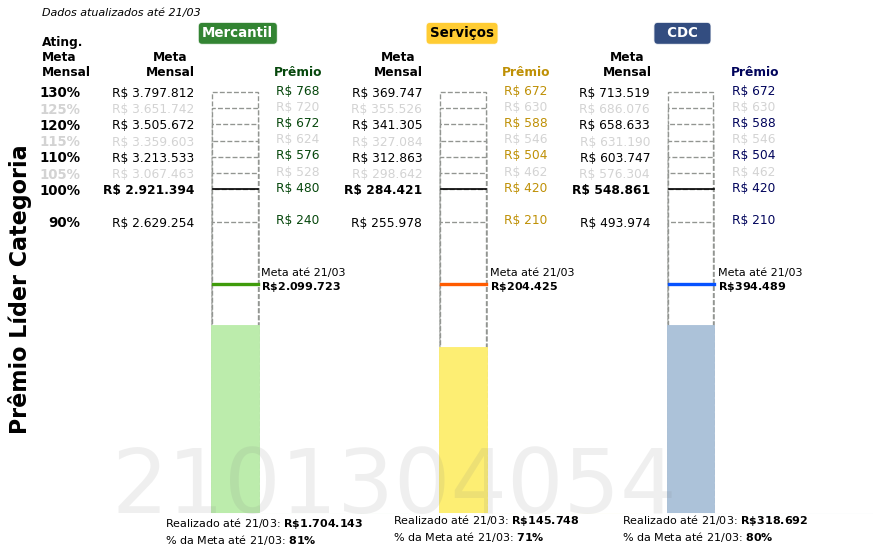 Dados atualizados até 21/03
Mercantil Serviços CDC
Ating. Meta Mensal Meta Mensal Prêmio Meta Mensal Prêmio Meta Mensal Prêmio
130% R$ 3.797.812 R$ 768 R$ 369.747 R$ 672 R$ 713.519 R$ 672
125% R$ 3.651.742 R$ 720 R$ 355.526 R$ 630 R$ 686.076 R$ 630
120% R$ 3.505.672 R$ 672 R$ 341.305 R$ 588 R$ 658.633 R$ 588
115% R$ 3.359.603 R$ 624 R$ 327.084 R$ 546 R$ 631.190 R$ 546
110% R$ 3.213.533 R$ 576 R$ 312.863 R$ 504 R$ 603.747 R$ 504
105% R$ 3.067.463 R$ 528 R$ 298.642 R$ 462 R$ 576.304 R$ 462
100% R$ 2.921.394 R$ 480 R$ 284.421 R$ 420 R$ 548.861 R$ 420
90% R$ 2.629.254 R$ 240 R$ 255.978 R$ 210 R$ 493.974 R$ 210
Meta até 21/03 Meta até 21/03 Meta até 21/03
R$2.099.723 R$204.425 R$394.489
Prêmio Líder Categoria
2101304054
Realizado até 21/03: R$1.704.143 Realizado até 21/03: R$145.748 Realizado até 21/03: R$318.692
% da Meta até 21/03: 81% % da Meta até 21/03: 71% % da Meta até 21/03: 80%